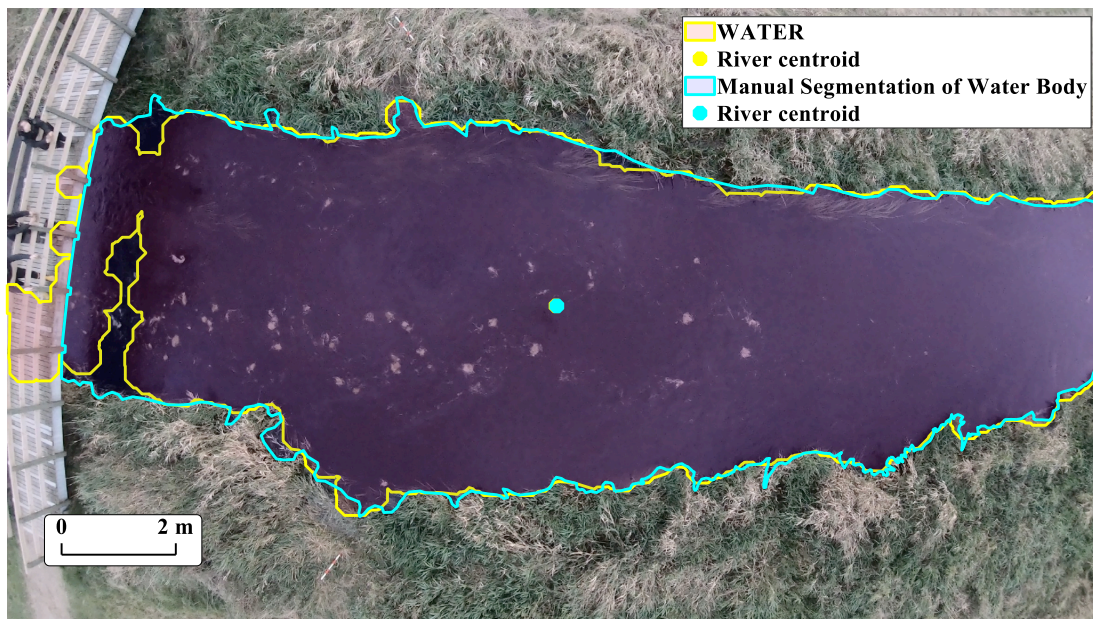 WATER
River centroid
Manual Segmentation of Water Body
River centroid
0 2 m